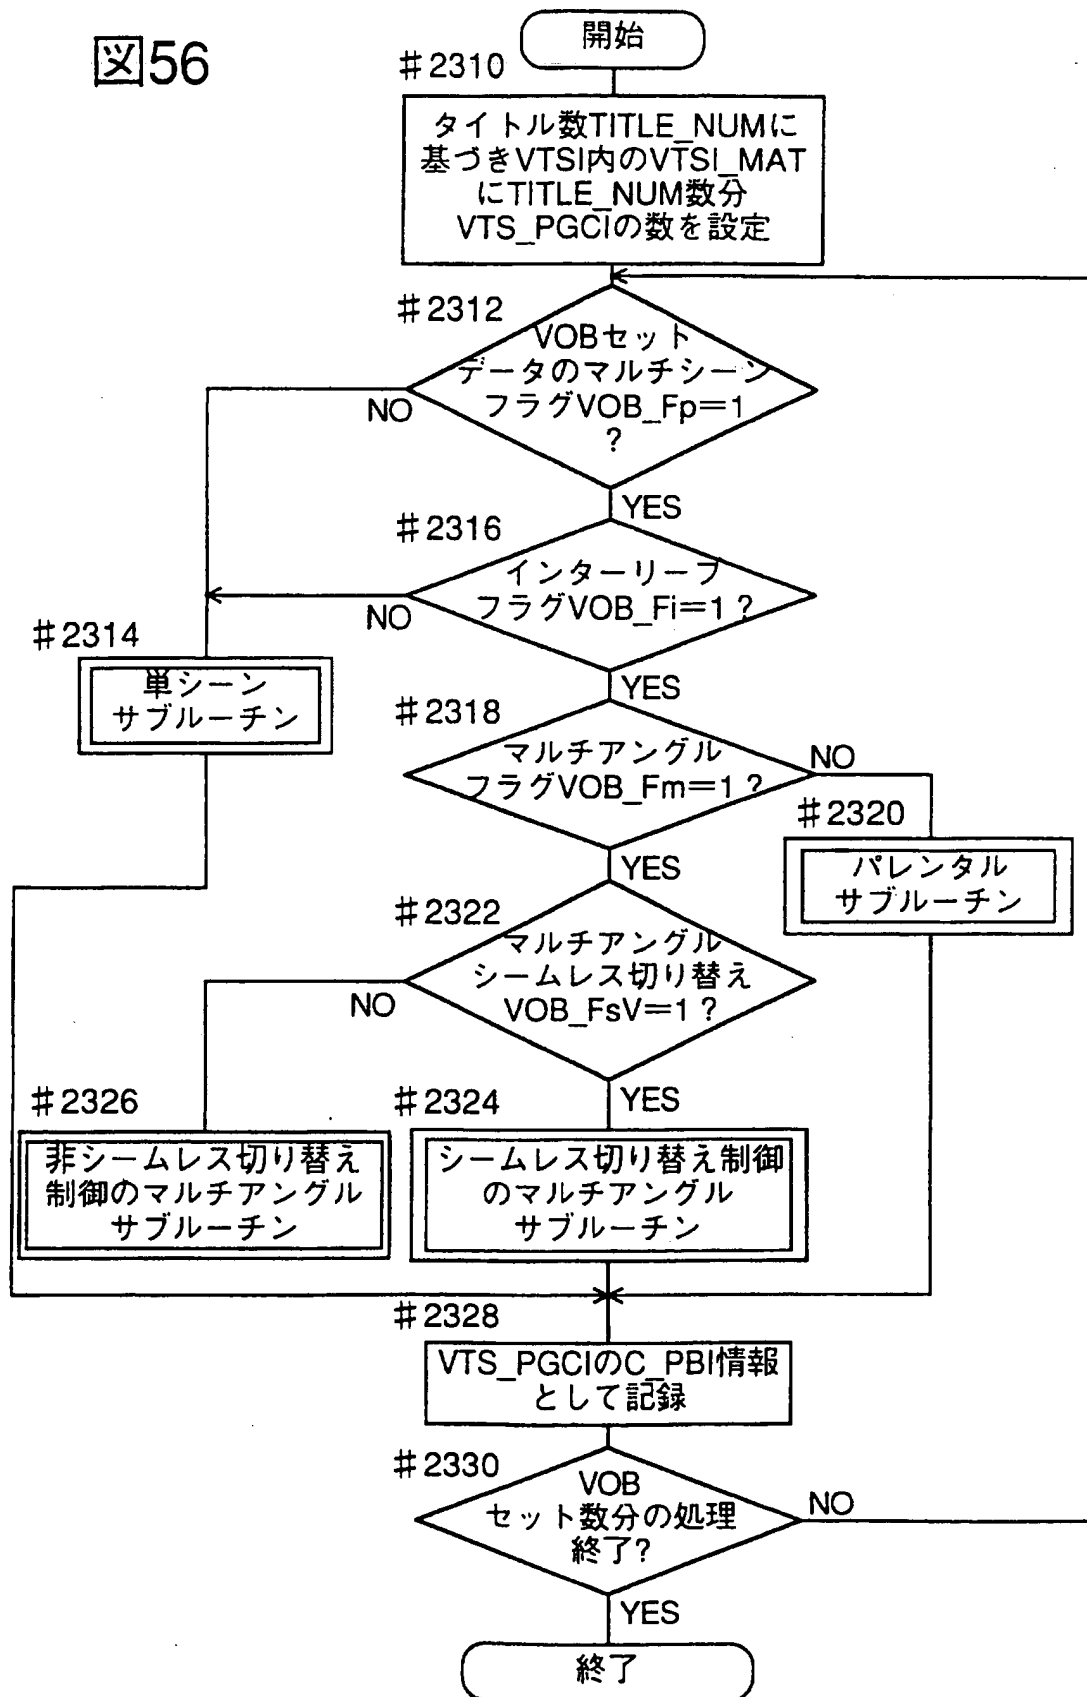 図56
開始
#2310
タイトル数TITLE_NUMに
基づきVTSI内のVTSI_MAT
にTITLE_NUM数分
VTS_PGCIの数を設定
#2312
VOBセット
データのマルチシーン
フラグVOB_Fp=1
?
NO
YES
#2316
インターリーブ
フラグVOB_Fi=1?
NO
YES
#2314
単シーン
サブルーチン
#2318
マルチアングル
フラグVOB_Fm=1?
NO
YES
#2320
パレンタル
サブルーチン
#2322
マルチアングル
シームレス切り替え
VOB_FsV=1?
NO
YES
#2326
非シームレス切り替え
制御のマルチアングル
サブルーチン
#2324
シームレス切り替え制御
のマルチアングル
サブルーチン
#2328
VTS_PGCIのC_PBI情報
として記録
#2330
VOB
セット数分の処理
終了?
NO
YES
終了